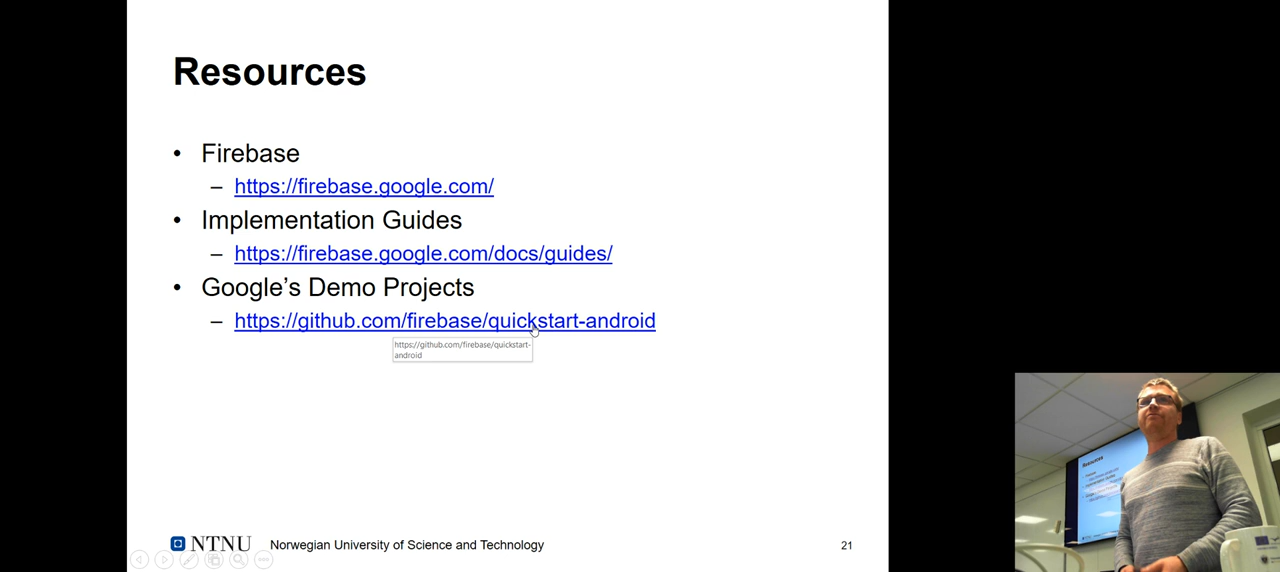 Resources
• Firebase
– https://firebase.google.com/
• Implementation Guides
– https://firebase.google.com/docs/guides/
• Google’s Demo Projects
– https://github.com/firebase/quickstart-android
https://github.com/firebase/quickstart-
android
NTNU Norwegian University of Science and Technology
21
Resources